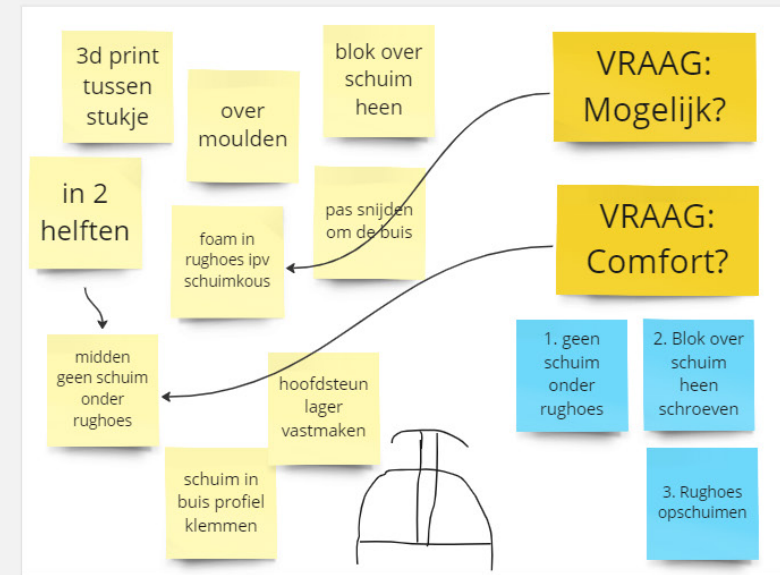 3d print
tussen
stukje
over
moulden
blok over
schuim
heen
VRAAG:
Mogelijk?
in 2
helften
foam in
rughoes ipv
schuimkous
pas snijden
om de buis
VRAAG:
Comfort?
midden
geen schuim
onder
rughoes
hoofdsteun
lager
vastmaken
schuim in
buis profiel
klemmen
1. geen
schuim
onder
rughoes
2. Blok over
schuim
heen
schroeven
3. Rughoes
opschuimen